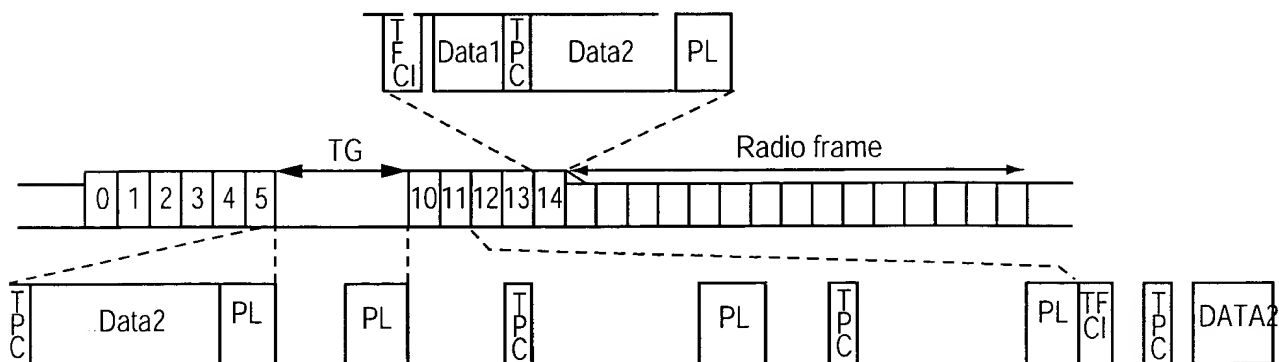 TFCI Data1 TPC Data2 PL
TG Radio frame
0 1 2 3 4 5 10 11 12 13 14
TPC Data2 PL PL TPC PL TPC PL TFCI TPC DATA2